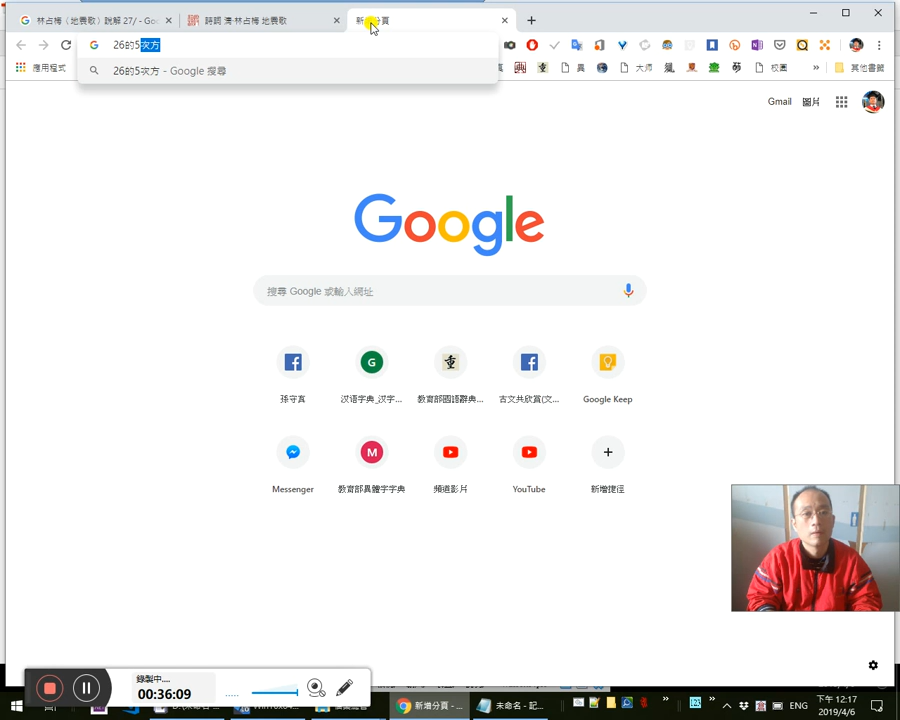 林占梅（地震歌）說解 27/ - Goo
詩詞 清·林占梅 地震歌
新增分頁
26的5次方
26的5次方 - Google 搜尋
應用程式
異
大师
校園
其他書籤
Gmail
圖片
Google
搜尋 Google 或輸入網址
孫守真
汉语字典_汉字...
教育部國語辭典...
古文共欣賞(文...
Google Keep
Messenger
教育部異體字字典
頻道影片
YouTube
新增捷徑
錄製中....
00:36:09
新增分頁 - ...
未命名 - 記...
ENG
下午 12:17
2019/4/6